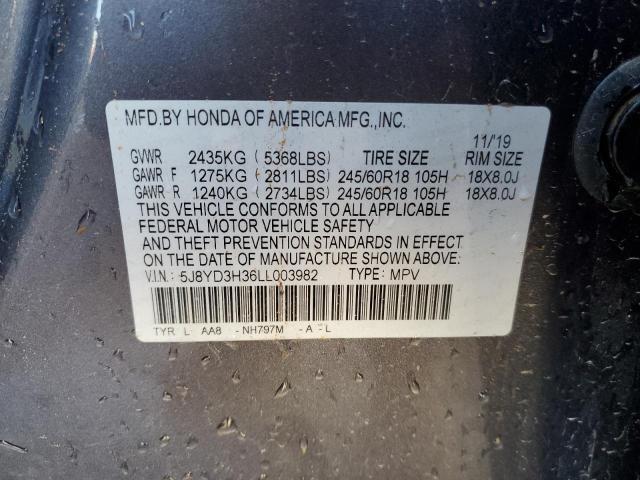 MFD.BY HONDA OF AMERICA MFG.,INC.
11/'19
GVWR 2435KG ( 5368LBS) TIRE SIZE RIM SIZE
GAWR F 1275KG ( 2811LBS) 245/60R18 105H 18X8.0J
GAWR R 1240KG ( 2734LBS) 245/60R18 105H 18X8.0J
THIS VEHICLE CONFORMS TO ALL APPLICABLE
FEDERAL MOTOR VEHICLE SAFETY
AND THEFT PREVENTION STANDARDS IN EFFECT
ON THE DATE OF MANUFACTURE SHOWN ABOVE.
V.I.N.: 5J8YD3H36LL003982 TYPE: MPV
TYR L AA8 -NH797M -A -L